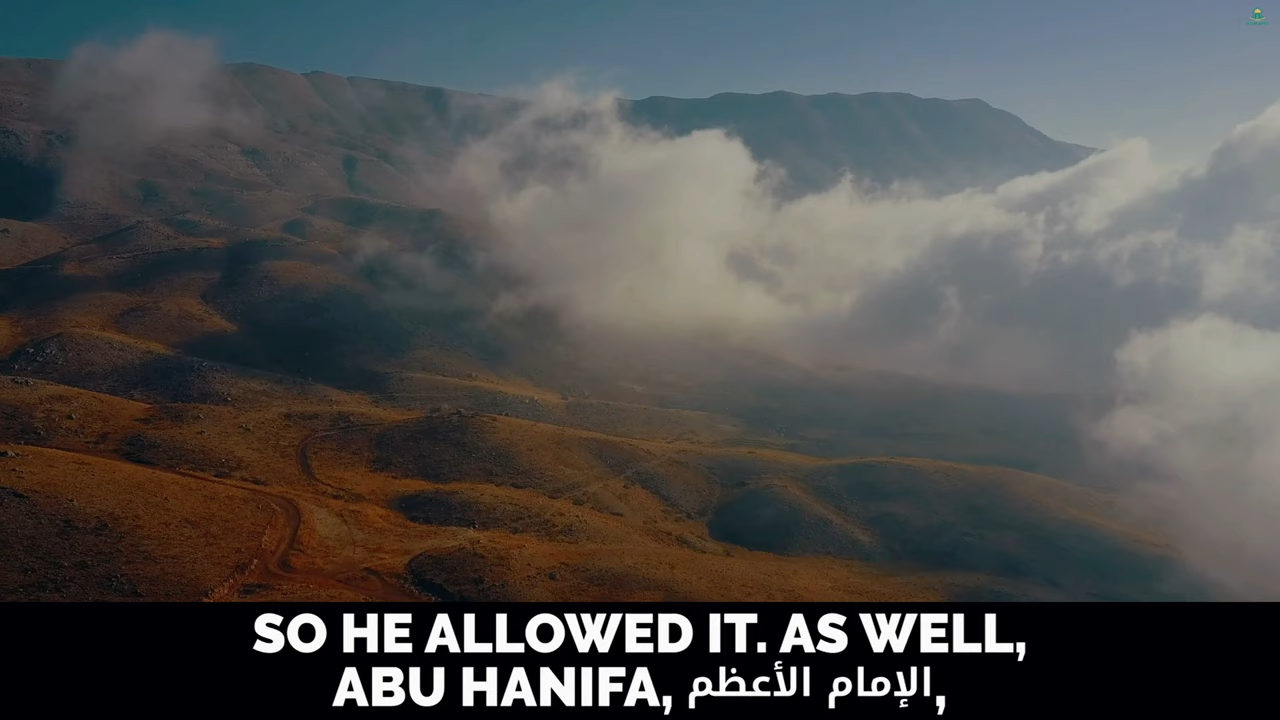 SO HE ALLOWED IT. AS WELL,
ABU HANIFA, الإمام الأعظم,